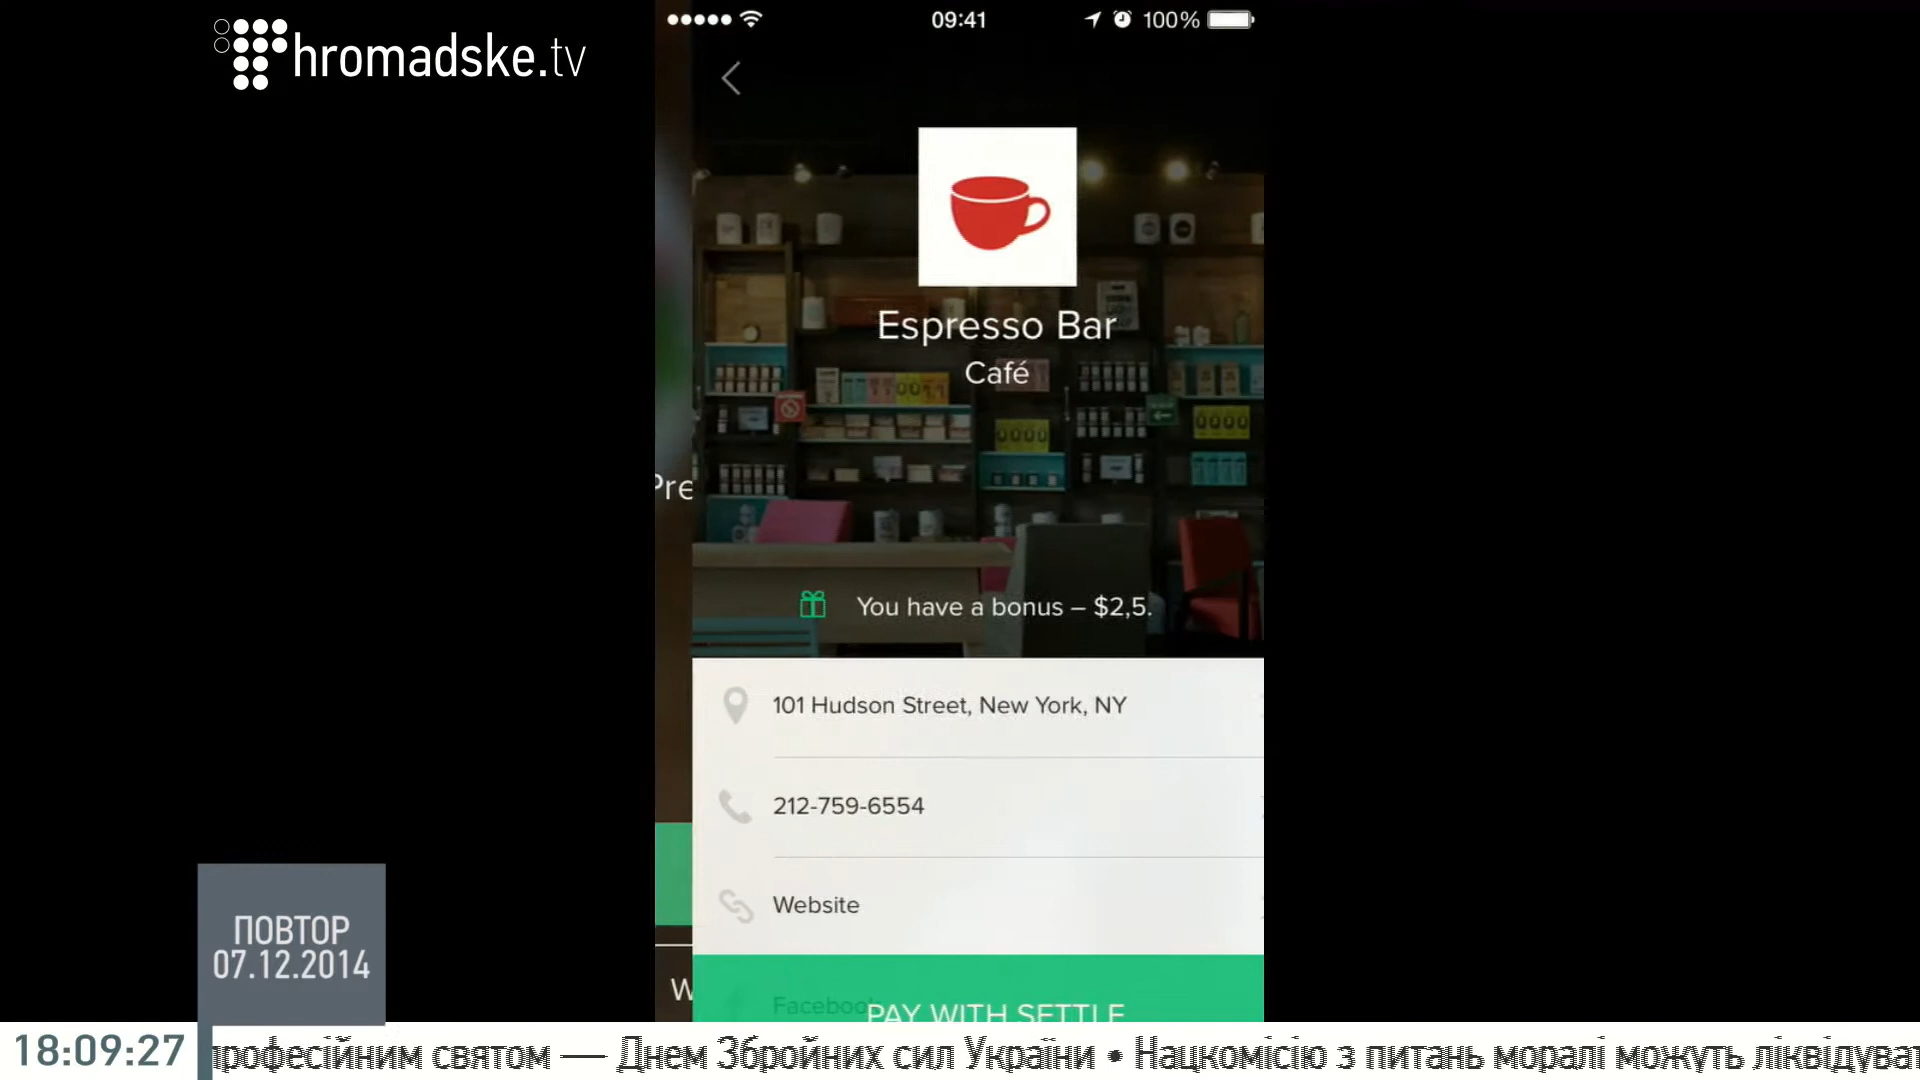 hromadske.tv
09:41
100%
Espresso Bar
Café
You have a bonus – $2,5.
101 Hudson Street, New York, NY
212-759-6554
Website
Facebook
PAY WITH SETTLE
ПОВТОР
07.12.2014
18:09:27
професійним святом — Днем Збройних сил України • Нацкомісію з питань моралі можуть ліквідуват